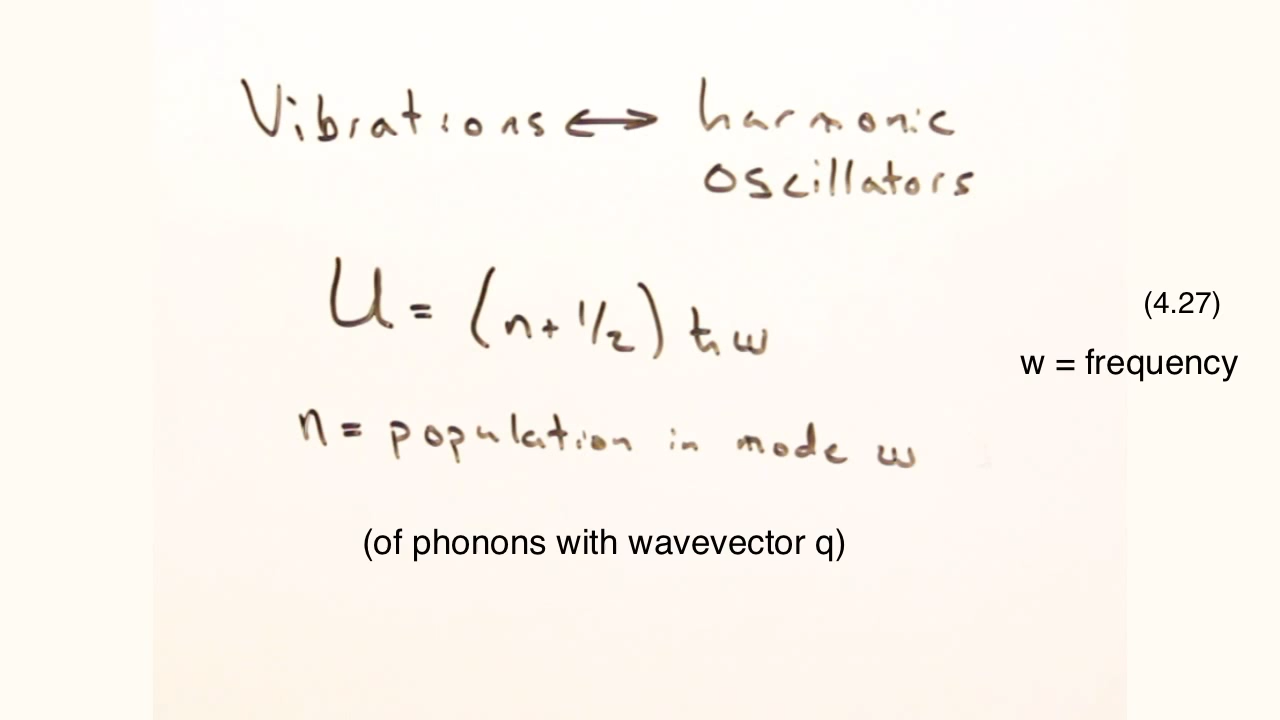 Vibrations ⟷ harmonic
oscillators
U = (n + 1/2) ħω
(4.27)
w = frequency
n = population in mode ω
(of phonons with wavevector q)